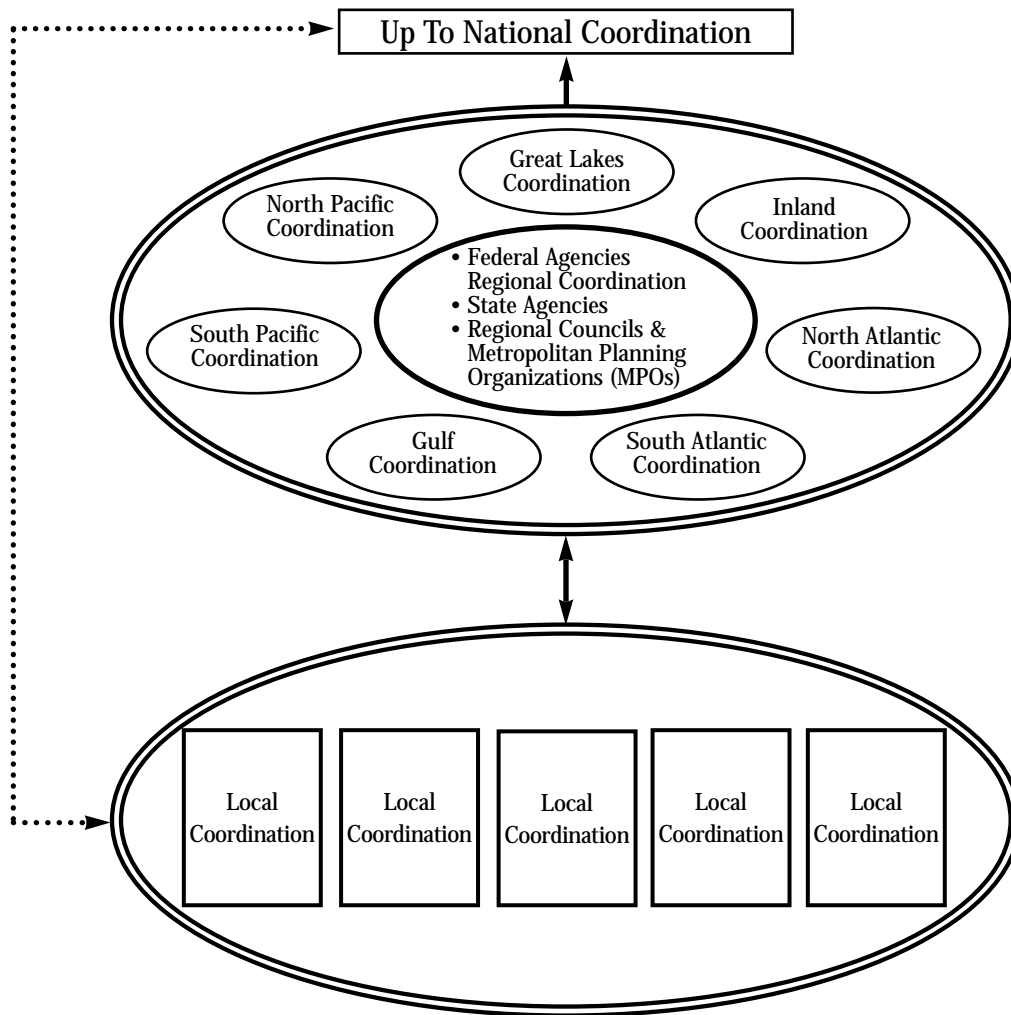 Up To National Coordination
Great Lakes
Coordination
North Pacific
Coordination
Inland
Coordination
• Federal Agencies
Regional Coordination
• State Agencies
• Regional Councils &
Metropolitan Planning
Organizations (MPOs)
South Pacific
Coordination
North Atlantic
Coordination
Gulf
Coordination
South Atlantic
Coordination
Local
Coordination
Local
Coordination
Local
Coordination
Local
Coordination
Local
Coordination